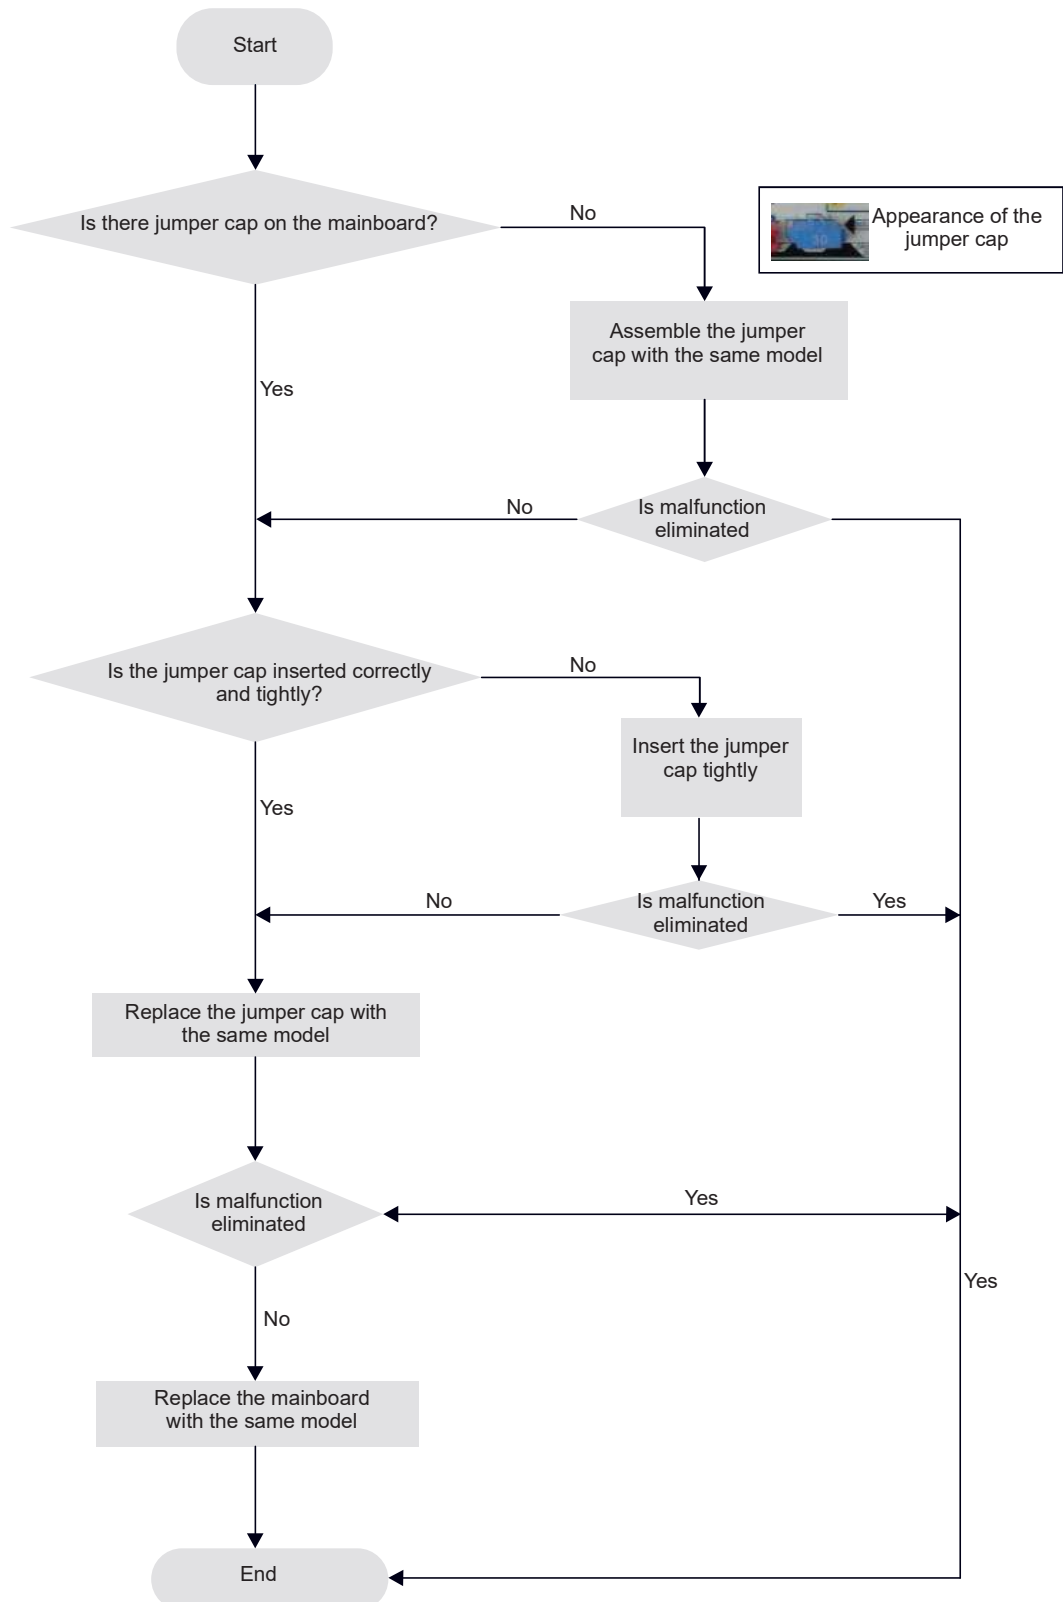 Start
Is there jumper cap on the mainboard?
No
Appearance of the
jumper cap
Assemble the jumper
cap with the same model
Yes
No
Is malfunction
eliminated
Is the jumper cap inserted correctly
and tightly?
No
Insert the jumper
cap tightly
Yes
No
Is malfunction
eliminated
Yes
Replace the jumper cap with
the same model
Is malfunction
eliminated
Yes
Yes
No
Replace the mainboard
with the same model
End